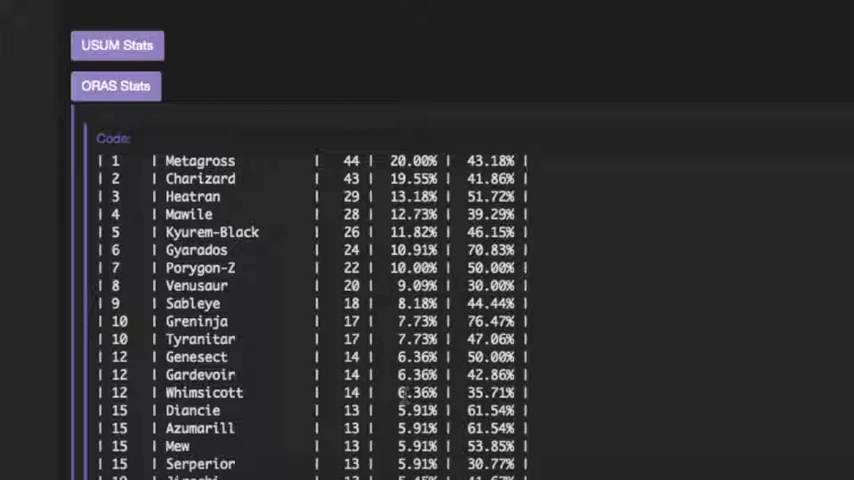 USUM Stats
ORAS Stats
Code:
| 1 | Metagross | 44 | 20.00% | 43.18% |
| 2 | Charizard | 43 | 19.55% | 41.86% |
| 3 | Heatran | 29 | 13.18% | 51.72% |
| 4 | Mawile | 28 | 12.73% | 39.29% |
| 5 | Kyurem-Black | 26 | 11.82% | 46.15% |
| 6 | Gyarados | 24 | 10.91% | 70.83% |
| 7 | Porygon-Z | 22 | 10.00% | 50.00% |
| 8 | Venusaur | 20 | 9.09% | 30.00% |
| 9 | Sableye | 18 | 8.18% | 44.44% |
| 10 | Greninja | 17 | 7.73% | 76.47% |
| 10 | Tyranitar | 17 | 7.73% | 47.06% |
| 12 | Genesect | 14 | 6.36% | 50.00% |
| 12 | Gardevoir | 14 | 6.36% | 42.86% |
| 12 | Whimsicott | 14 | 6.36% | 35.71% |
| 15 | Diancie | 13 | 5.91% | 61.54% |
| 15 | Azumarill | 13 | 5.91% | 61.54% |
| 15 | Mew | 13 | 5.91% | 53.85% |
| 15 | Serperior | 13 | 5.91% | 30.77% |